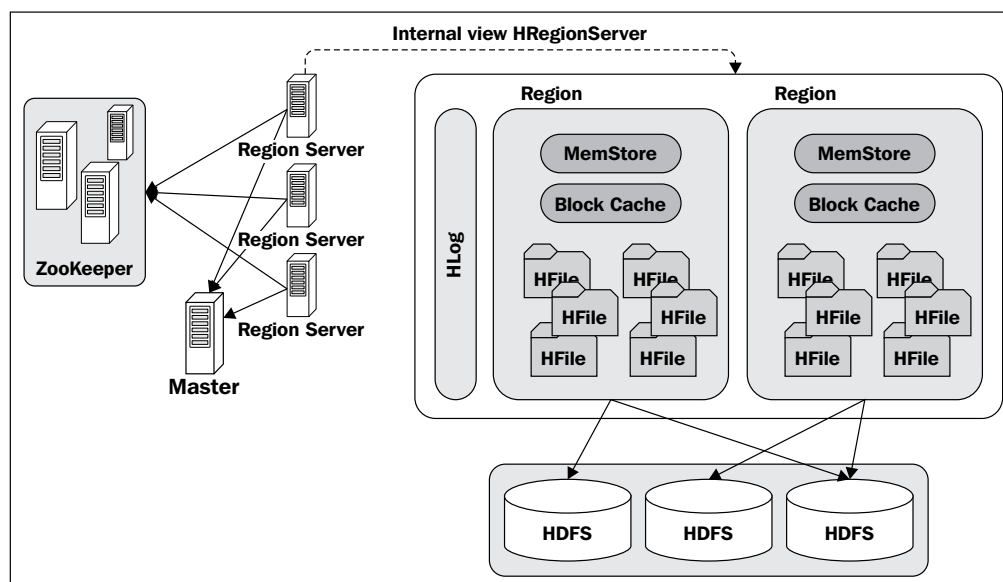 Internal view HRegionServer
ZooKeeper
Region Server
Region Server
Region Server
Master
HLog
Region
MemStore
Block Cache
HFile
HFile
HFile
HFile
HFile
HFile
Region
MemStore
Block Cache
HFile
HFile
HFile
HFile
HFile
HFile
HDFS
HDFS
HDFS